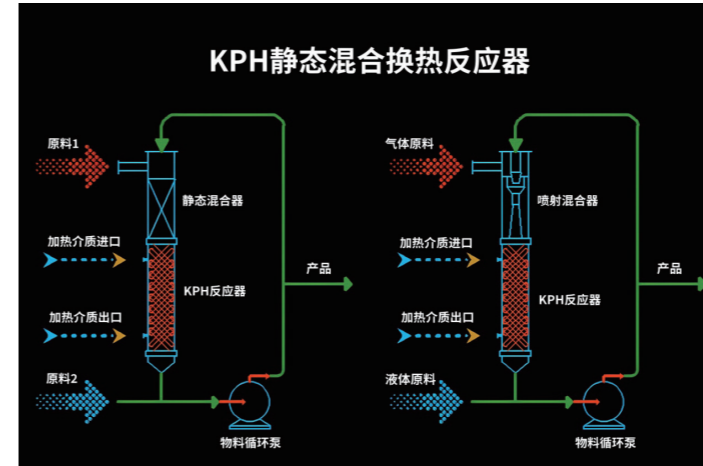 KPH静态混合换热反应器
原料1
静态混合器
加热介质进口
KPH反应器
产品
加热介质出口
原料2
物料循环泵
气体原料
喷射混合器
加热介质进口
产品
KPH反应器
加热介质出口
液体原料
物料循环泵